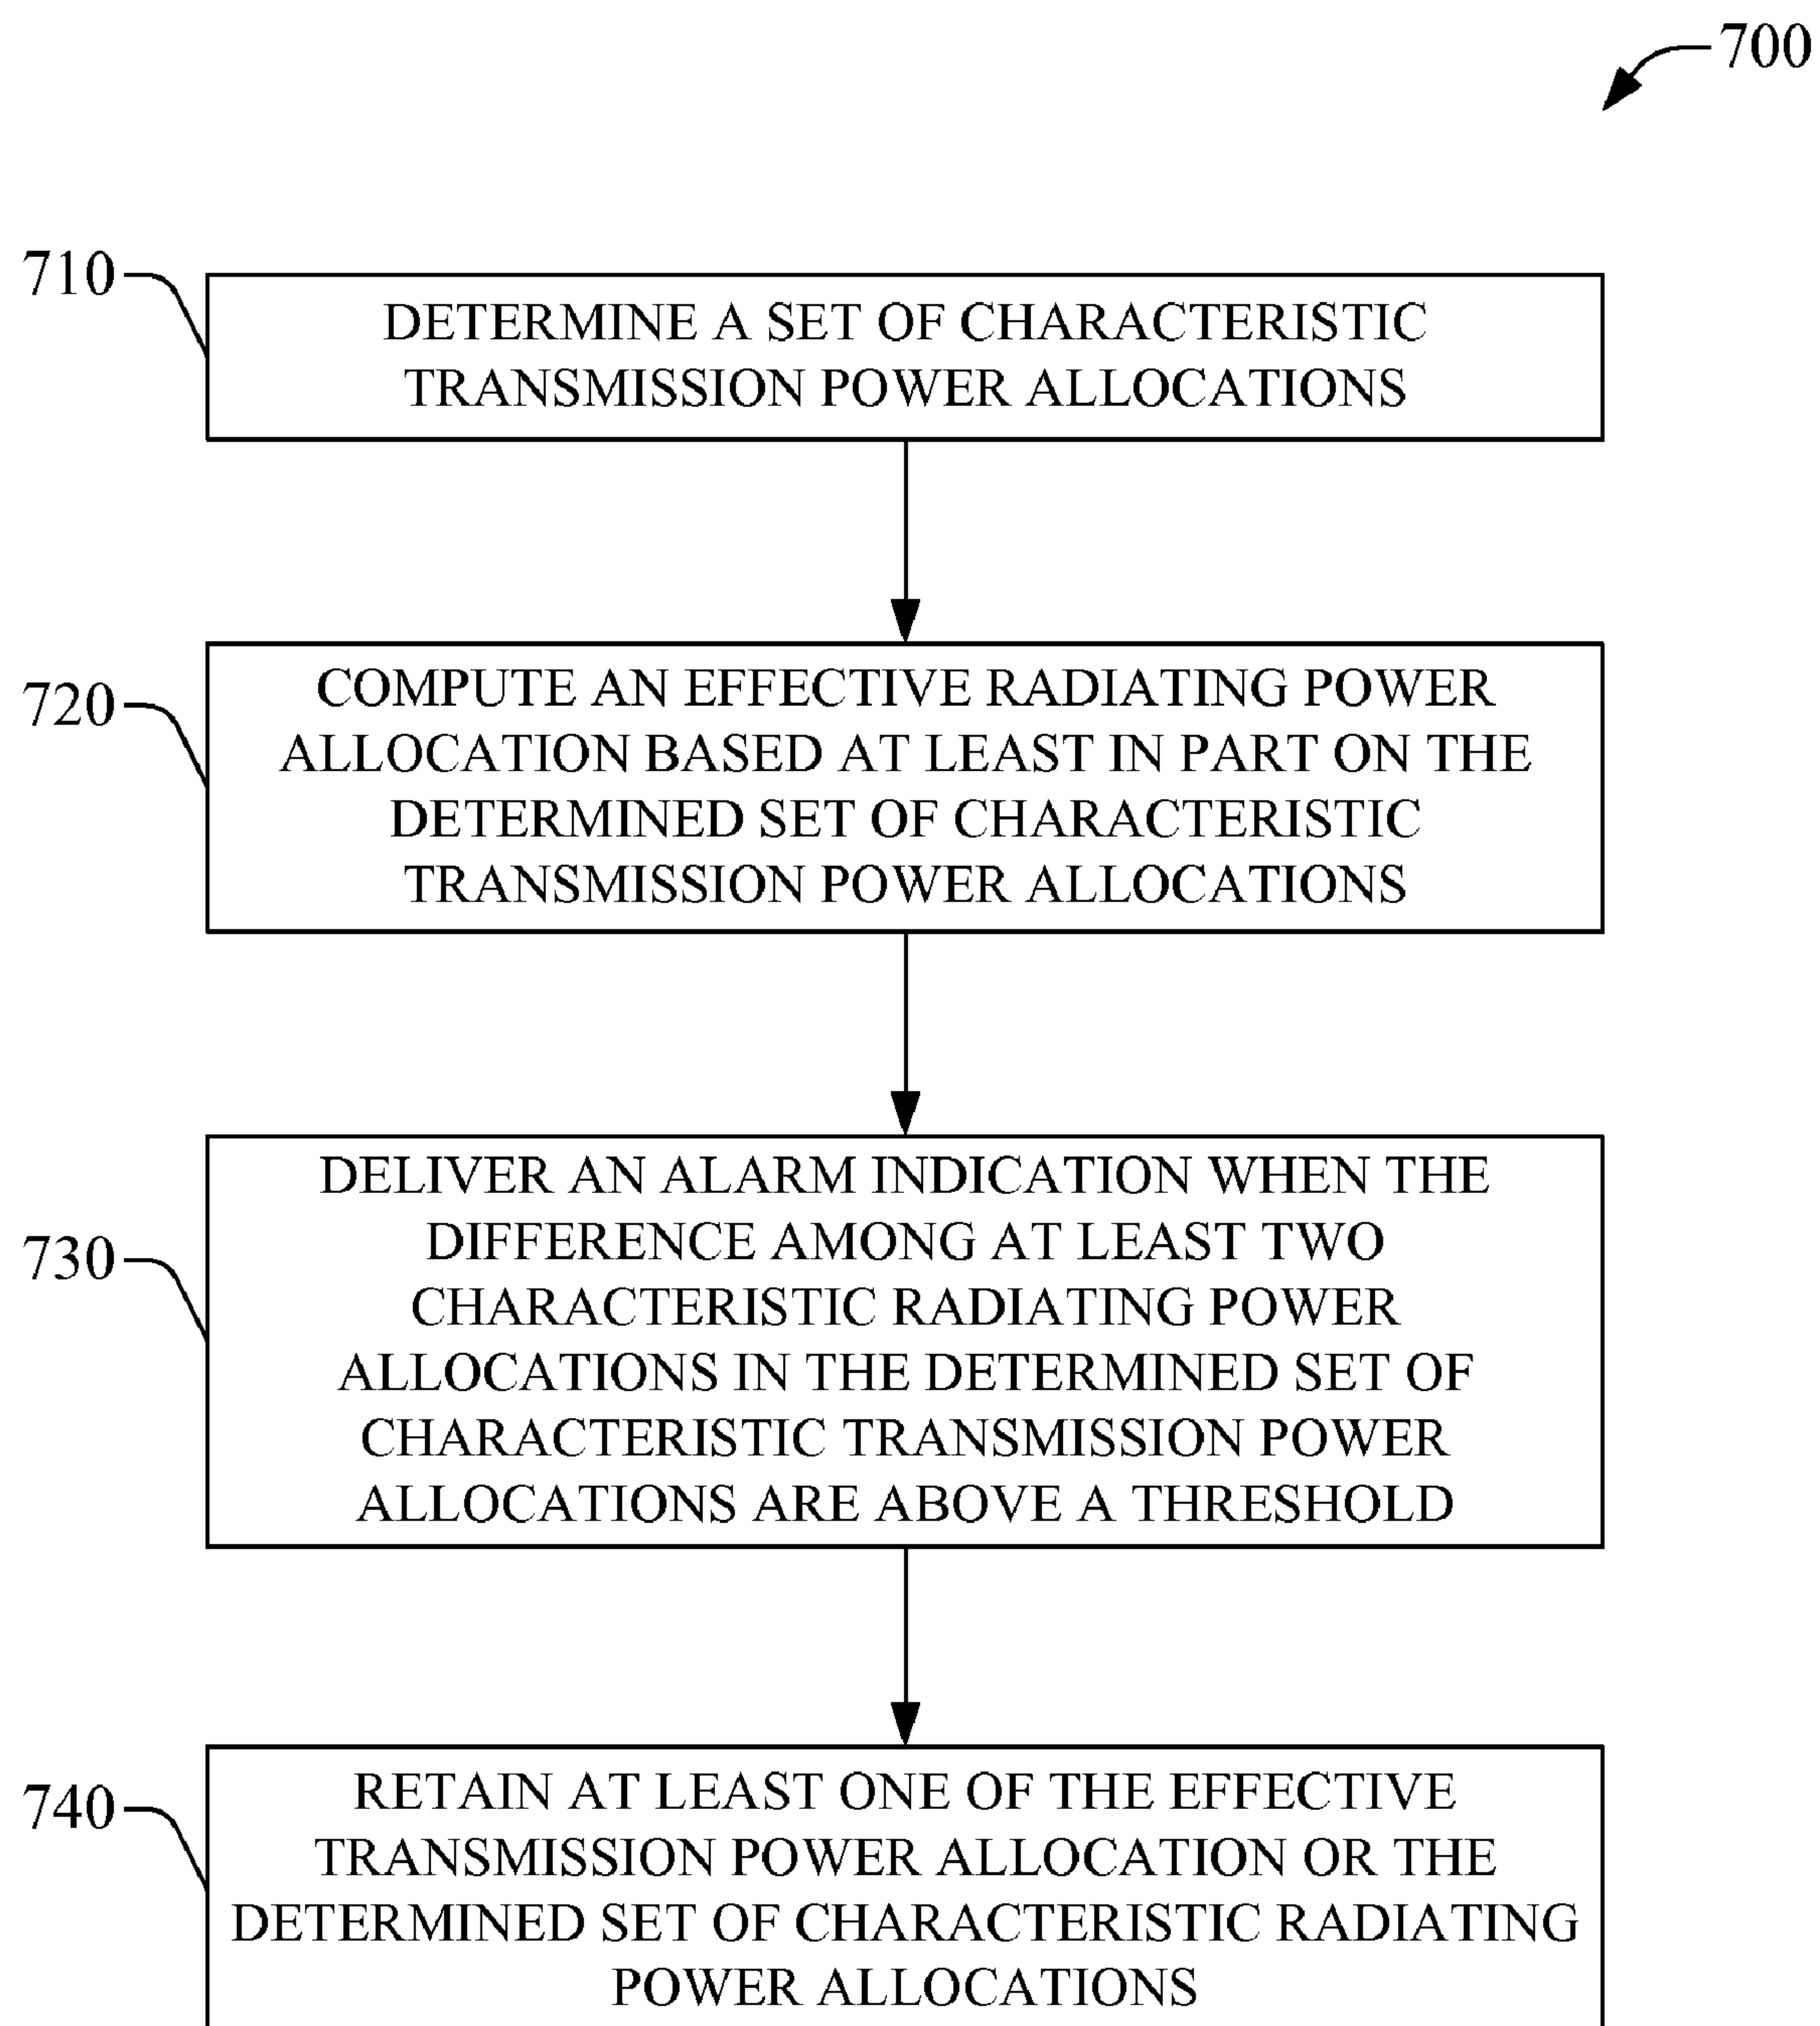 700
710
DETERMINE A SET OF CHARACTERISTIC
TRANSMISSION POWER ALLOCATIONS
720
COMPUTE AN EFFECTIVE RADIATING POWER
ALLOCATION BASED AT LEAST IN PART ON THE
DETERMINED SET OF CHARACTERISTIC
TRANSMISSION POWER ALLOCATIONS
730
DELIVER AN ALARM INDICATION WHEN THE
DIFFERENCE AMONG AT LEAST TWO
CHARACTERISTIC RADIATING POWER
ALLOCATIONS IN THE DETERMINED SET OF
CHARACTERISTIC TRANSMISSION POWER
ALLOCATIONS ARE ABOVE A THRESHOLD
740
RETAIN AT LEAST ONE OF THE EFFECTIVE
TRANSMISSION POWER ALLOCATION OR THE
DETERMINED SET OF CHARACTERISTIC RADIATING
POWER ALLOCATIONS